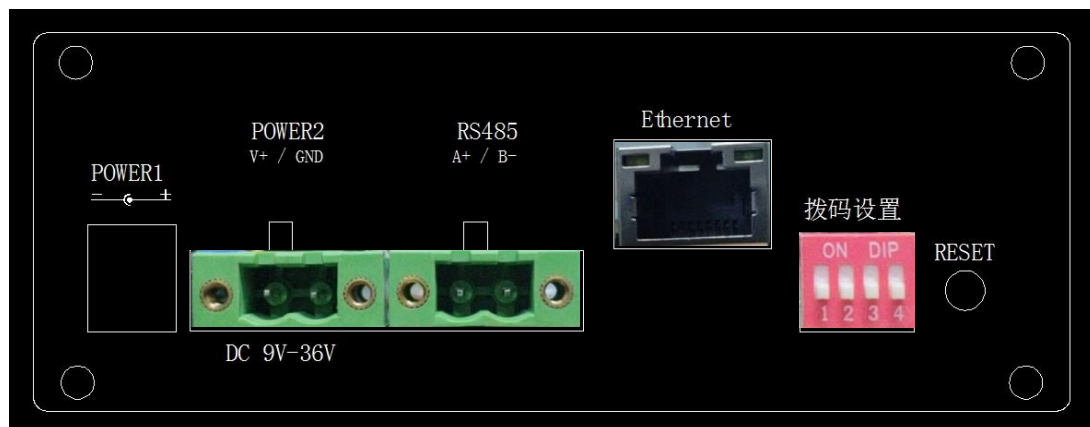 POWER1
- +
POWER2
V+ / GND
DC 9V-36V
RS485
A+ / B-
Ethernet
拨码设置
ON DIP
1 2 3 4
RESET